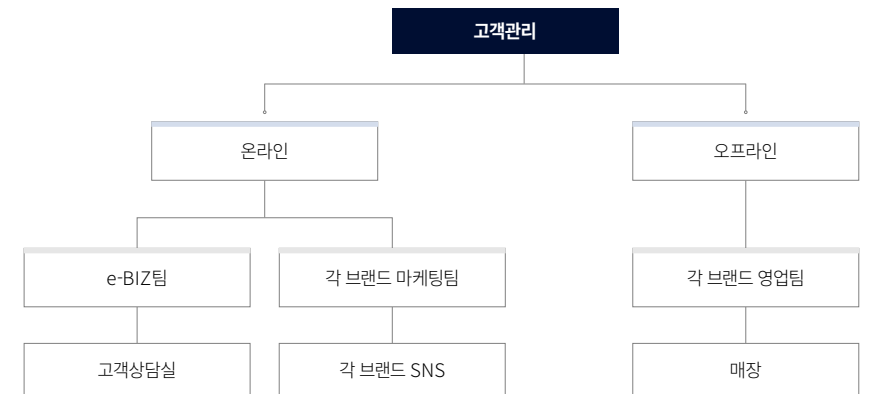 고객관리
온라인
오프라인
e-BIZ팀
각 브랜드 마케팅팀
각 브랜드 영업팀
고객상담실
각 브랜드 SNS
매장